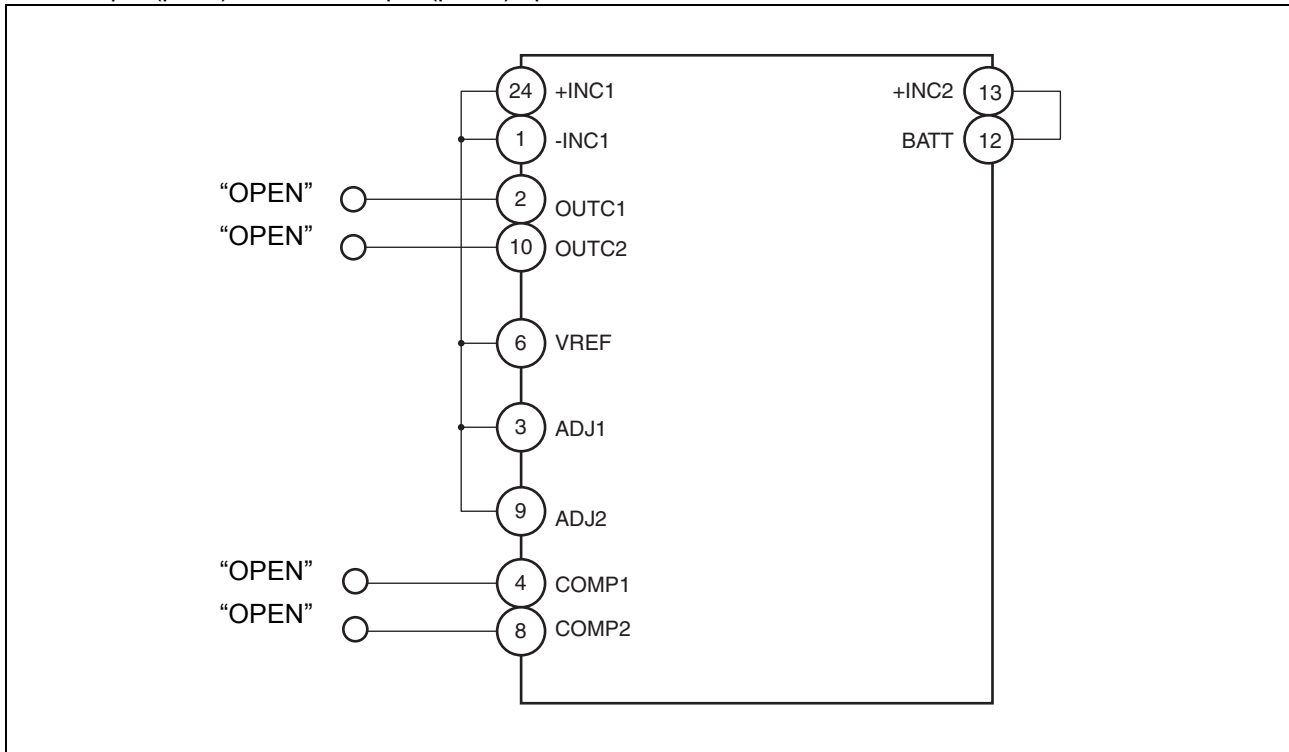 24 +INC1
1 -INC1
"OPEN" 2 OUTC1
"OPEN" 10 OUTC2
6 VREF
3 ADJ1
9 ADJ2
"OPEN" 4 COMP1
"OPEN" 8 COMP2
+INC2 13
BATT 12